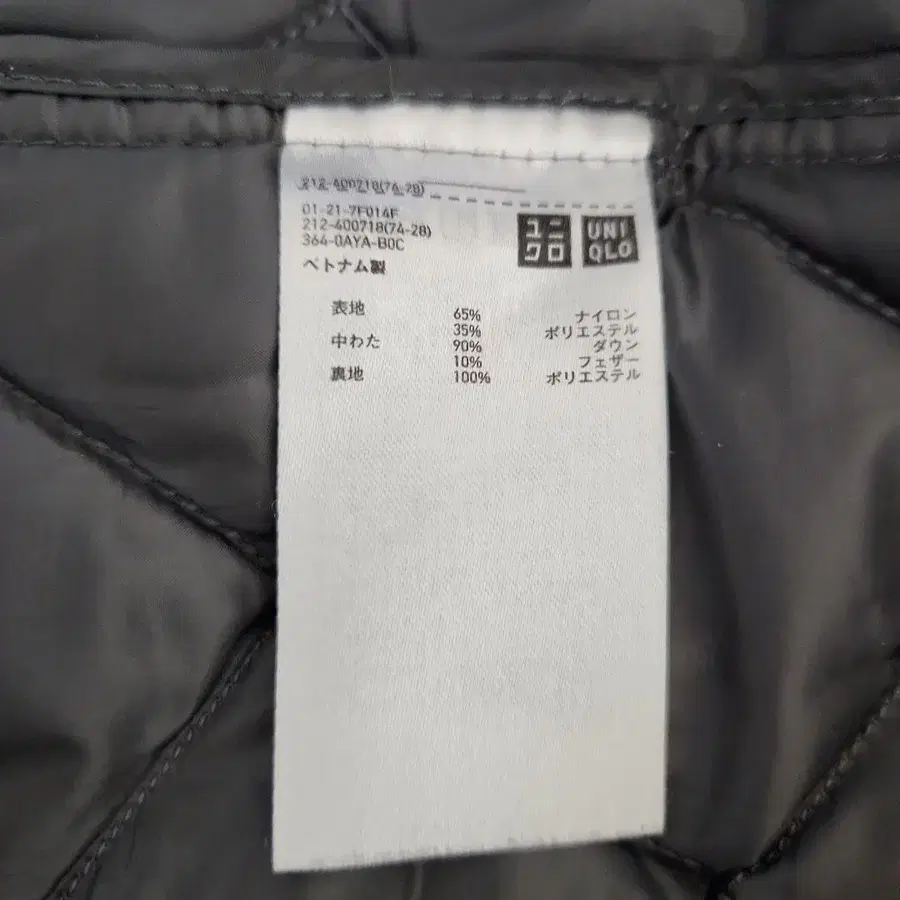 212-400718(74-28)
01-21-7F014F
212-400718(74-28)
364-0AYA-B0C
ベトナム製
ユニ
クロ
UNI
QLO
表地 65% ナイロン
35% ポリエステル
中わた 90% ダウン
10% フェザー
裏地 100% ポリエステル